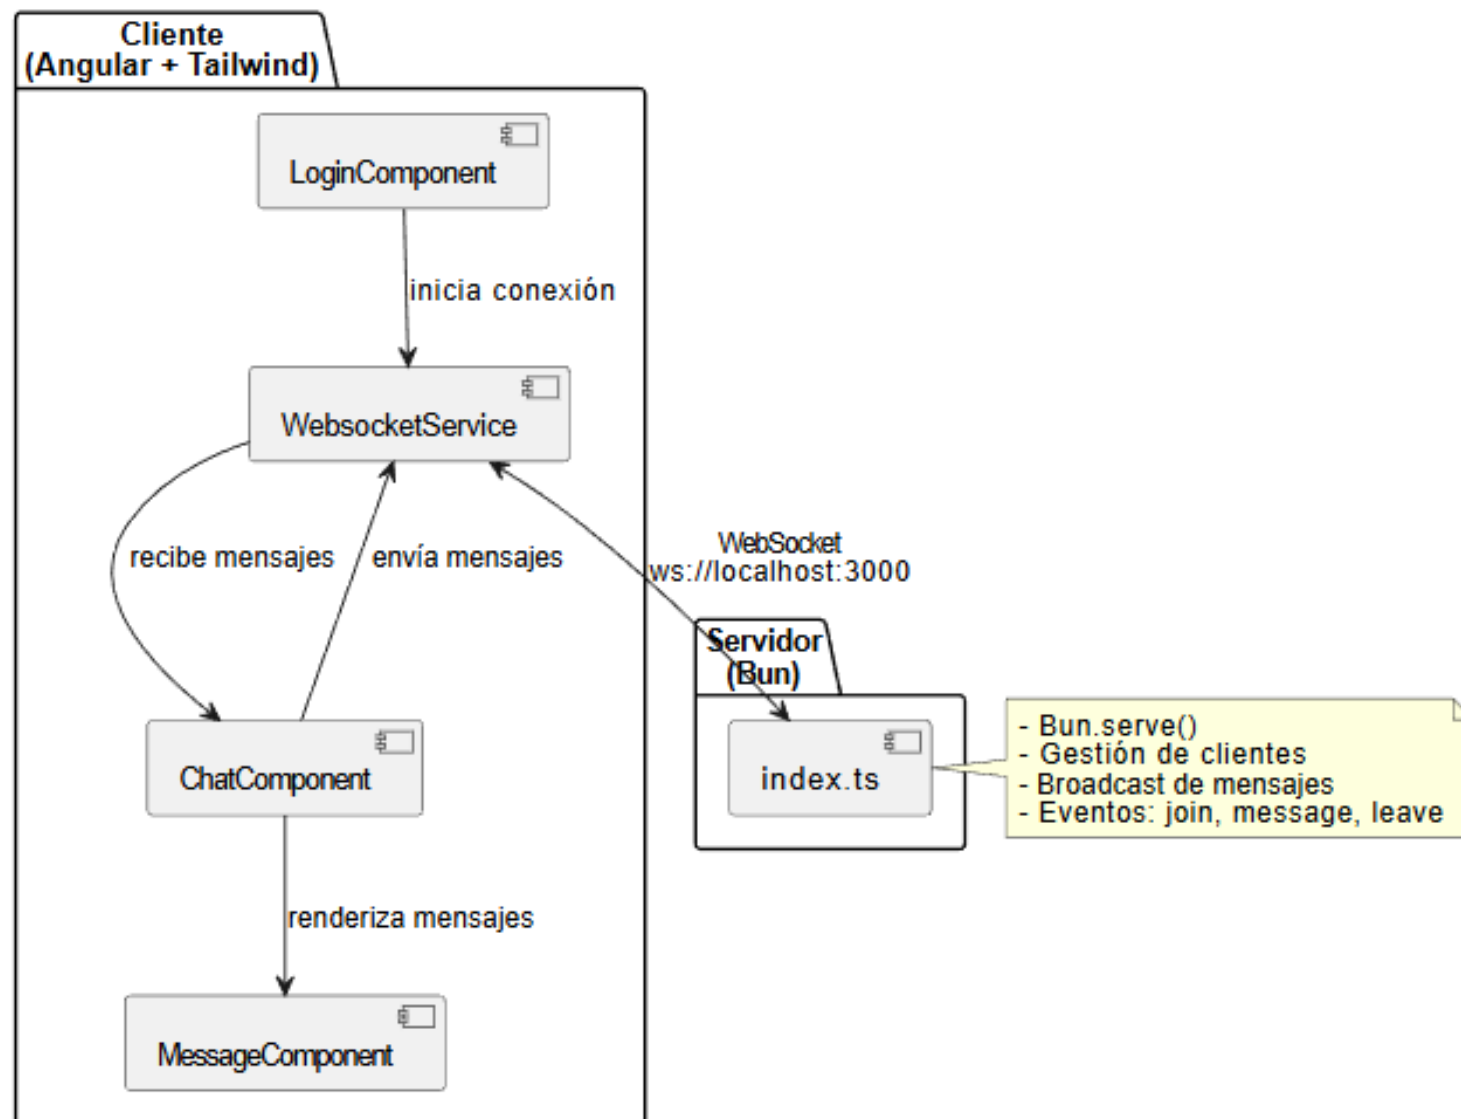 Cliente
(Angular + Tailwind)
LoginComponent
inicia conexión
WebsocketService
recibe mensajes
envía mensajes
WebSocket
ws://localhost:3000
Servidor
(Bun)
ChatComponent
index.ts
- Bun.serve()
- Gestión de clientes
- Broadcast de mensajes
- Eventos: join, message, leave
renderiza mensajes
MessageComponent